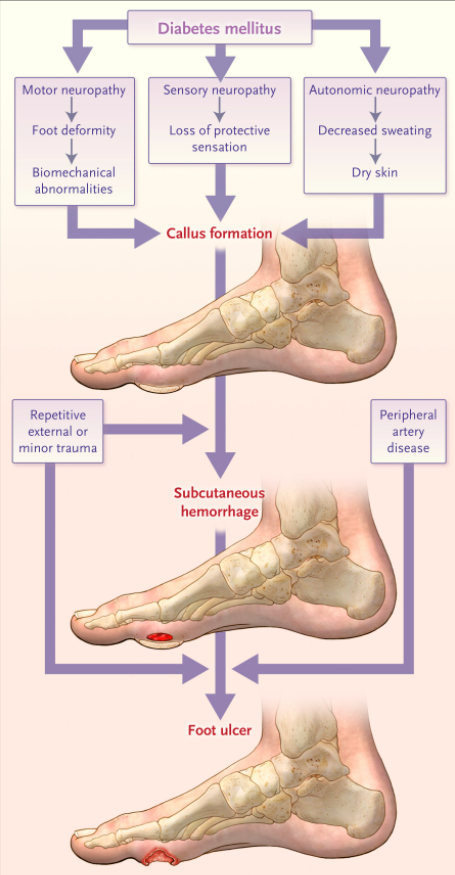 Diabetes mellitus
Motor neuropathy
Foot deformity
Biomechanical
abnormalities
Sensory neuropathy
Loss of protective
sensation
Autonomic neuropathy
Decreased sweating
Dry skin
Callus formation
Repetitive
external or
minor trauma
Peripheral
artery
disease
Subcutaneous
hemorrhage
Foot ulcer